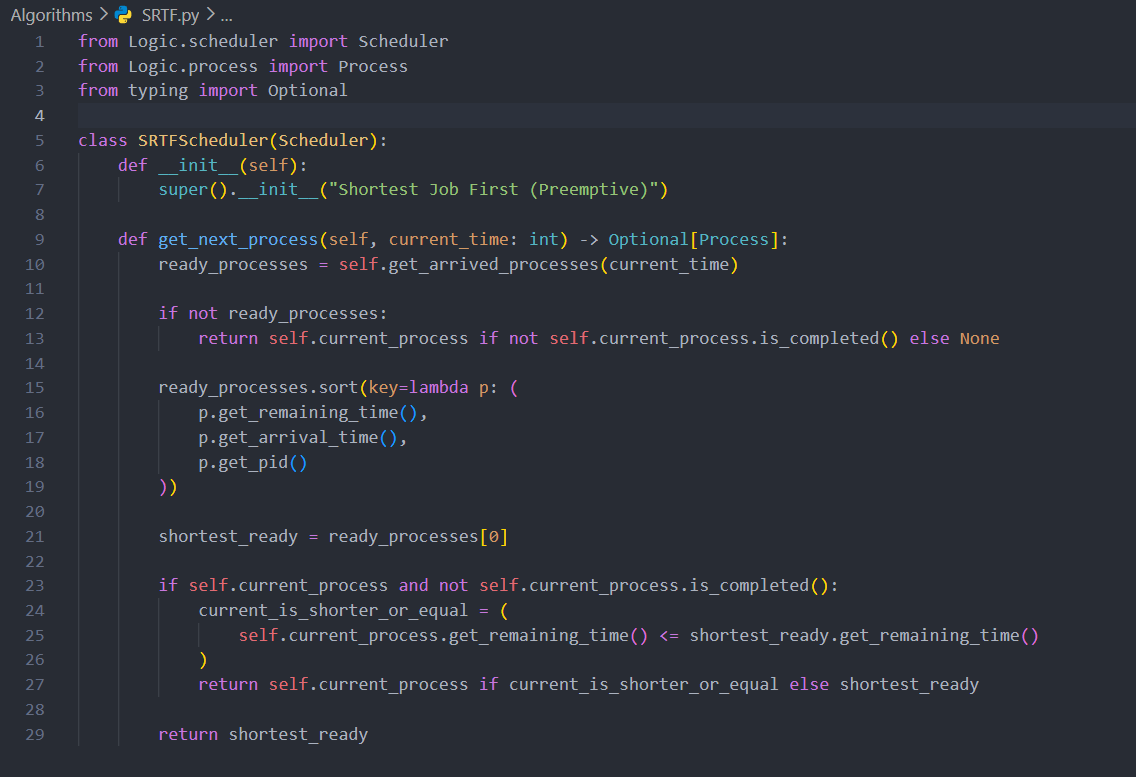 Algorithms > SRTF.py > ...
1 from Logic.scheduler import Scheduler
2 from Logic.process import Process
3 from typing import Optional
4
5 class SRTFScheduler(Scheduler):
6     def __init__(self):
7         super().__init__("Shortest Job First (Preemptive)")
8
9     def get_next_process(self, current_time: int) -> Optional[Process]:
10         ready_processes = self.get_arrived_processes(current_time)
11
12         if not ready_processes:
13             return self.current_process if not self.current_process.is_completed() else None
14
15         ready_processes.sort(key=lambda p: (
16             p.get_remaining_time(),
17             p.get_arrival_time(),
18             p.get_pid()
19         ))
20
21         shortest_ready = ready_processes[0]
22
23         if self.current_process and not self.current_process.is_completed():
24             current_is_shorter_or_equal = (
25                 self.current_process.get_remaining_time() <= shortest_ready.get_remaining_time()
26             )
27             return self.current_process if current_is_shorter_or_equal else shortest_ready
28
29         return shortest_ready